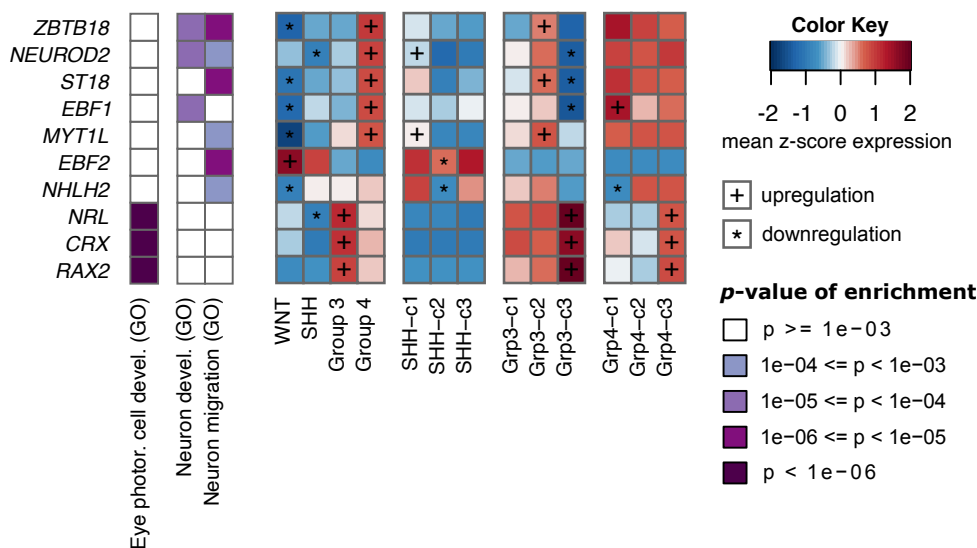 ZBTB18
NEUROD2
ST18
EBF1
MYT1L
EBF2
NHLH2
NRL
CRX
RAX2
Eye photor. cell devel. (GO)
Neuron devel. (GO)
Neuron migration (GO)
WNT
SHH
Group 3
Group 4
SHH−c1
SHH−c2
SHH−c3
Grp3−c1
Grp3−c2
Grp3−c3
Grp4−c1
Grp4−c2
Grp4−c3
Color Key
-2 -1 0 1 2
mean z-score expression
+ upregulation
* downregulation
p-value of enrichment
p >= 1e−03
1e−04 <= p < 1e−03
1e−05 <= p < 1e−04
1e−06 <= p < 1e−05
p < 1e−06